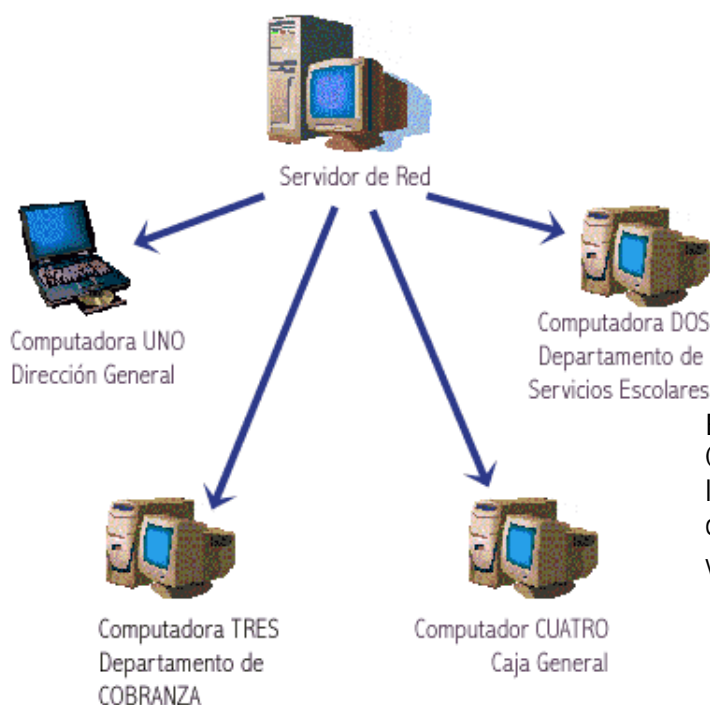 Servidor de Red
Computadora UNO
Dirección General
Computadora DOS
Departamento de
Servicios Escolares
Computadora TRES
Departamento de
COBRANZA
Computador CUATRO
Caja General